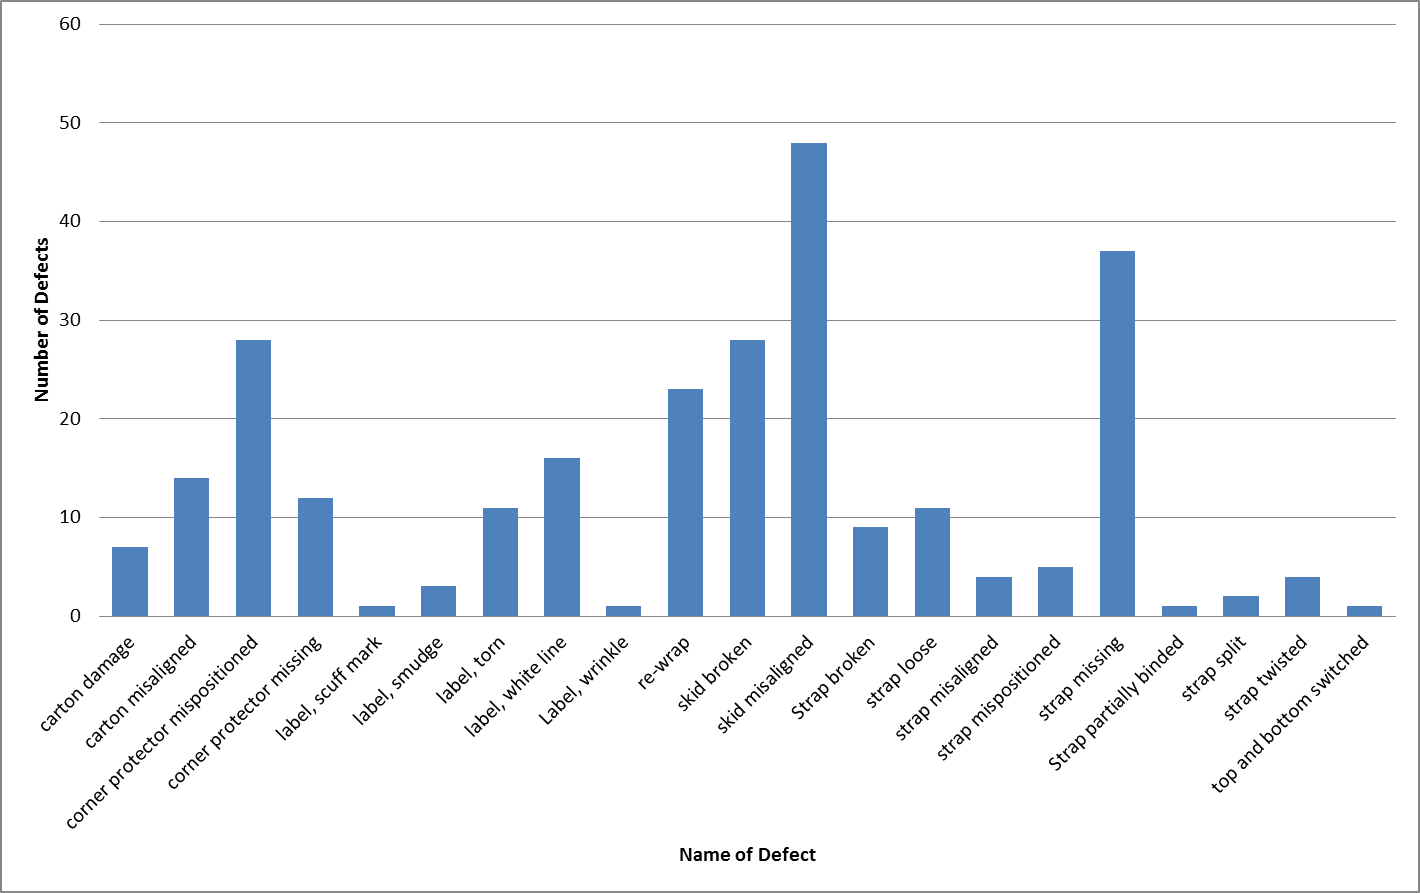 60
50
40
30
20
10
0
Number of Defects
carton damage
carton misaligned
corner protector mispositioned
corner protector missing
label, scuff mark
label, smudge
label, torn
label, white line
Label, wrinkle
re-wrap
skid broken
skid misaligned
Strap broken
strap loose
strap misaligned
strap mispositioned
strap missing
Strap partially binded
strap split
strap twisted
top and bottom switched
Name of Defect